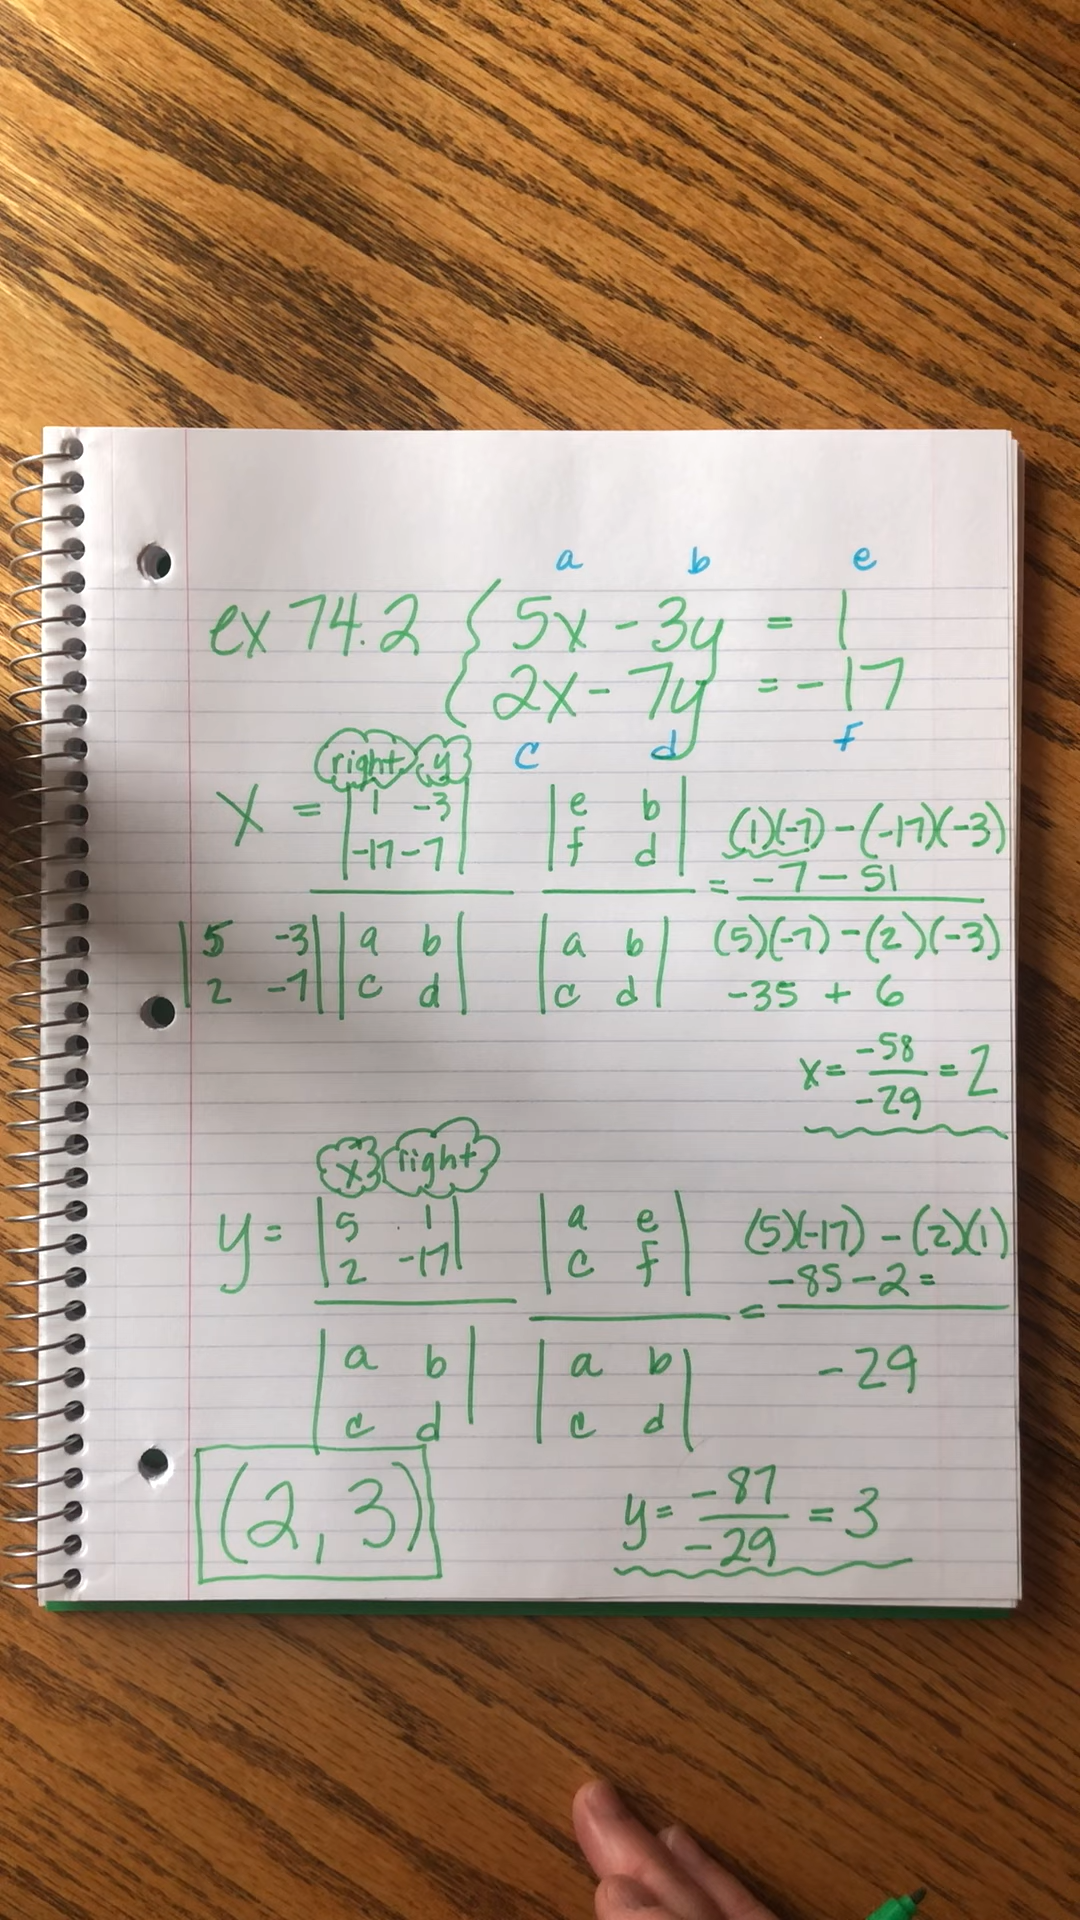 a b e
ex 74.2 { 5x - 3y = 1
2x - 7y = -17
c d f
right y
x = | 1 -3 | | e b | (1)(-7) - (-17)(-3)
|-17 -7 | | f d | = -7 - 51
| 5 -3 | | a b | | a b | (5)(-7) - (2)(-3)
| 2 -7 | | c d | | c d | -35 + 6
x = -58/-29 = 2
x right
y = | 5 1 | | a e | (5)(-17) - (2)(1)
| 2 -17 | | c f | = -85 - 2 =
| a b | | a b | -29
| c d | | c d |
(2, 3) y = -87/-29 = 3